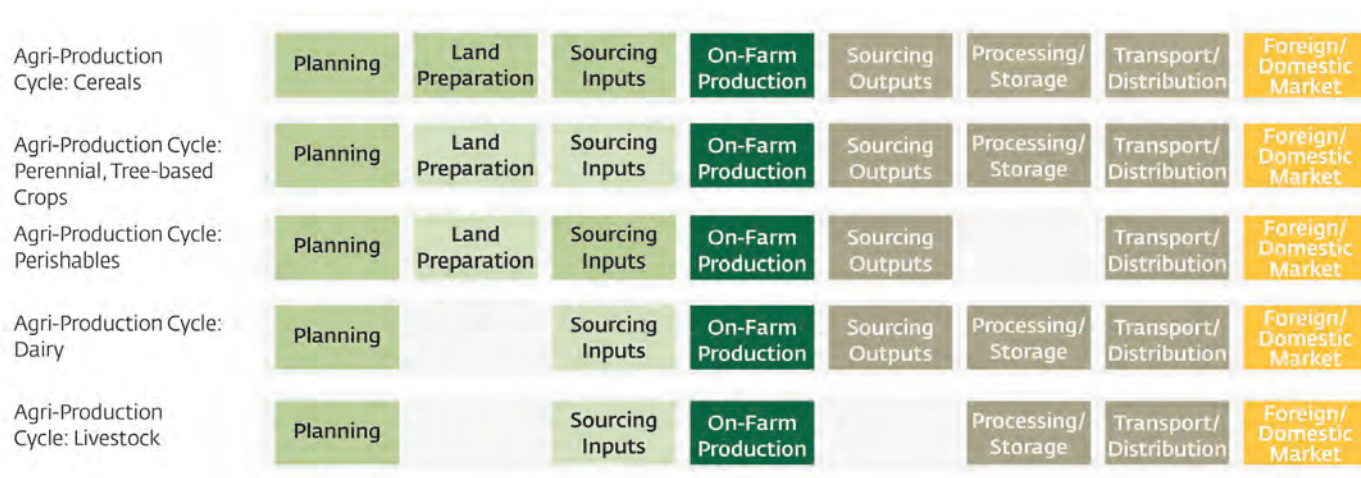 Agri-Production
Cycle: Cereals
Planning
Land
Preparation
Sourcing
Inputs
On-Farm
Production
Sourcing
Outputs
Processing/
Storage
Transport/
Distribution
Foreign/
Domestic
Market
Agri-Production Cycle:
Perennial, Tree-based
Crops
Planning
Land
Preparation
Sourcing
Inputs
On-Farm
Production
Sourcing
Outputs
Processing/
Storage
Transport/
Distribution
Foreign/
Domestic
Market
Agri-Production Cycle:
Perishables
Planning
Land
Preparation
Sourcing
Inputs
On-Farm
Production
Sourcing
Outputs
Transport/
Distribution
Foreign/
Domestic
Market
Agri-Production Cycle:
Dairy
Planning
Sourcing
Inputs
On-Farm
Production
Sourcing
Outputs
Processing/
Storage
Transport/
Distribution
Foreign/
Domestic
Market
Agri-Production
Cycle: Livestock
Planning
Sourcing
Inputs
On-Farm
Production
Processing/
Storage
Transport/
Distribution
Foreign/
Domestic
Market